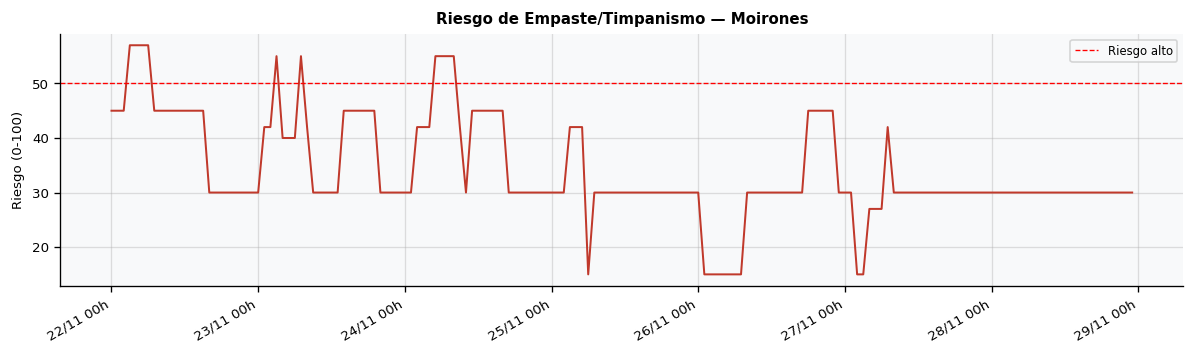 Riesgo de Empaste/Timpanismo — Moirones
Riesgo alto
Riesgo (0-100)
50
40
30
20
22/11 00h
23/11 00h
24/11 00h
25/11 00h
26/11 00h
27/11 00h
28/11 00h
29/11 00h